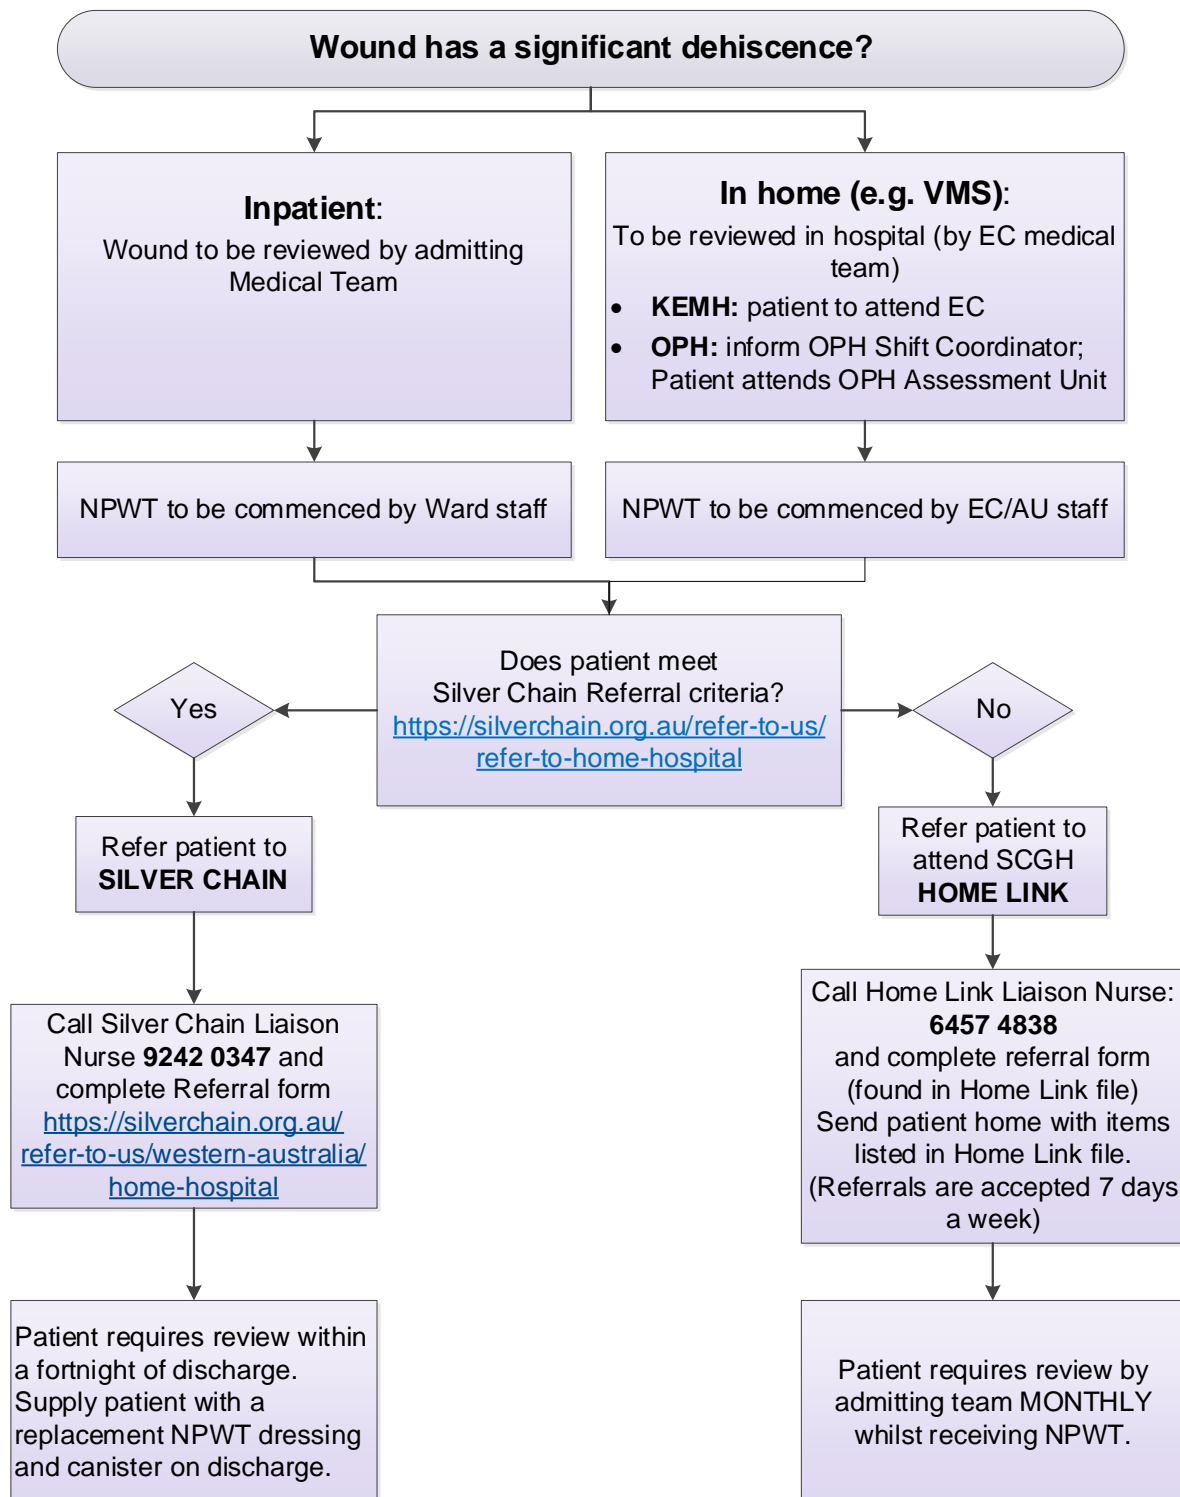 Wound has a significant dehiscence?
Inpatient:
Wound to be reviewed by admitting
Medical Team
In home (e.g. VMS):
To be reviewed in hospital (by EC medical
team)
• KEMH: patient to attend EC
• OPH: inform OPH Shift Coordinator;
Patient attends OPH Assessment Unit
NPWT to be commenced by Ward staff
NPWT to be commenced by EC/AU staff
Does patient meet
Silver Chain Referral criteria?
https://silverchain.org.au/refer-to-us/
refer-to-home-hospital
Yes
No
Refer patient to
SILVER CHAIN
Refer patient to
attend SCGH
HOME LINK
Call Silver Chain Liaison
Nurse 9242 0347 and
complete Referral form
https://silverchain.org.au/
refer-to-us/western-australia/
home-hospital
Call Home Link Liaison Nurse:
6457 4838
and complete referral form
(found in Home Link file)
Send patient home with items
listed in Home Link file.
(Referrals are accepted 7 days
a week)
Patient requires review within
a fortnight of discharge.
Supply patient with a
replacement NPWT dressing
and canister on discharge.
Patient requires review by
admitting team MONTHLY
whilst receiving NPWT.